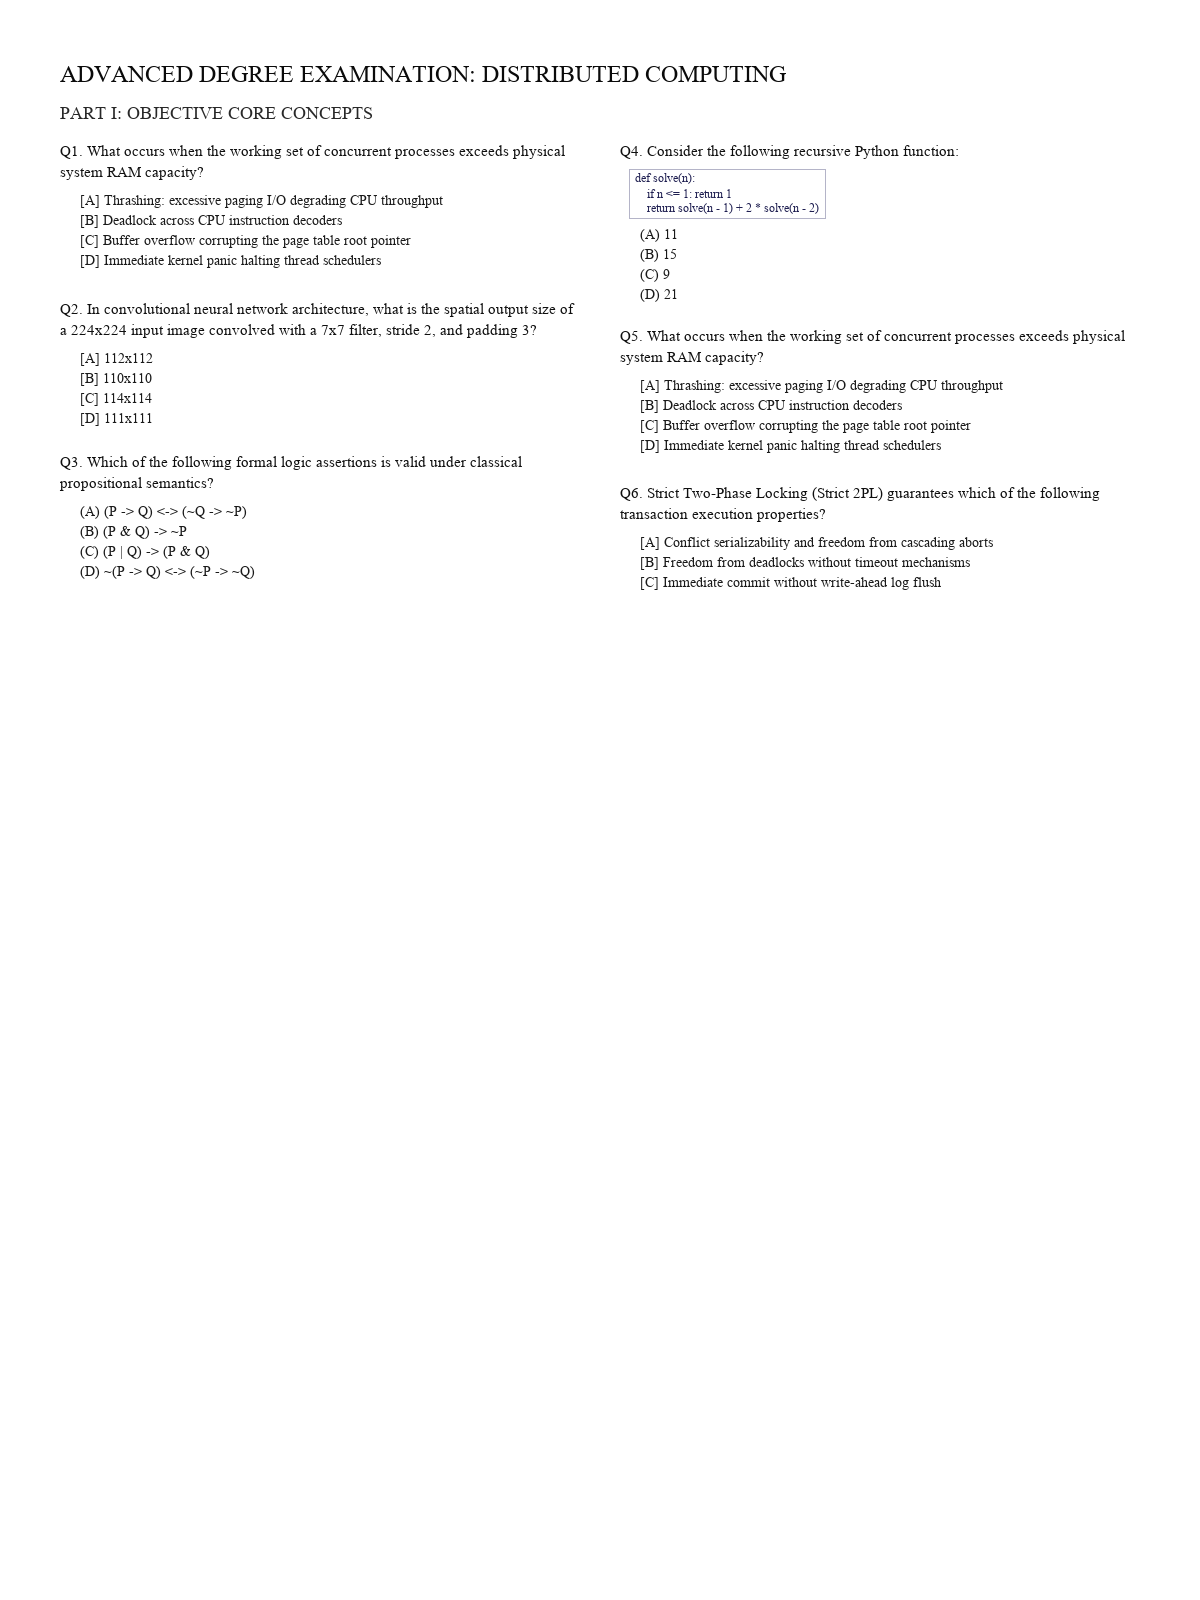 ADVANCED DEGREE EXAMINATION: DISTRIBUTED COMPUTING
PART I: OBJECTIVE CORE CONCEPTS
Q1. What occurs when the working set of concurrent processes exceeds physical
system RAM capacity?
[A] Thrashing: excessive paging I/O degrading CPU throughput
[B] Deadlock across CPU instruction decoders
[C] Buffer overflow corrupting the page table root pointer
[D] Immediate kernel panic halting thread schedulers
Q2. In convolutional neural network architecture, what is the spatial output size of
a 224x224 input image convolved with a 7x7 filter, stride 2, and padding 3?
[A] 112x112
[B] 110x110
[C] 114x114
[D] 111x111
Q3. Which of the following formal logic assertions is valid under classical
propositional semantics?
(A) (P -> Q) <-> (~Q -> ~P)
(B) (P & Q) -> ~P
(C) (P | Q) -> (P & Q)
(D) ~(P -> Q) <-> (~P -> ~Q)
Q4. Consider the following recursive Python function:
def solve(n):
    if n <= 1: return 1
    return solve(n - 1) + 2 * solve(n - 2)
(A) 11
(B) 15
(C) 9
(D) 21
Q5. What occurs when the working set of concurrent processes exceeds physical
system RAM capacity?
[A] Thrashing: excessive paging I/O degrading CPU throughput
[B] Deadlock across CPU instruction decoders
[C] Buffer overflow corrupting the page table root pointer
[D] Immediate kernel panic halting thread schedulers
Q6. Strict Two-Phase Locking (Strict 2PL) guarantees which of the following
transaction execution properties?
[A] Conflict serializability and freedom from cascading aborts
[B] Freedom from deadlocks without timeout mechanisms
[C] Immediate commit without write-ahead log flush